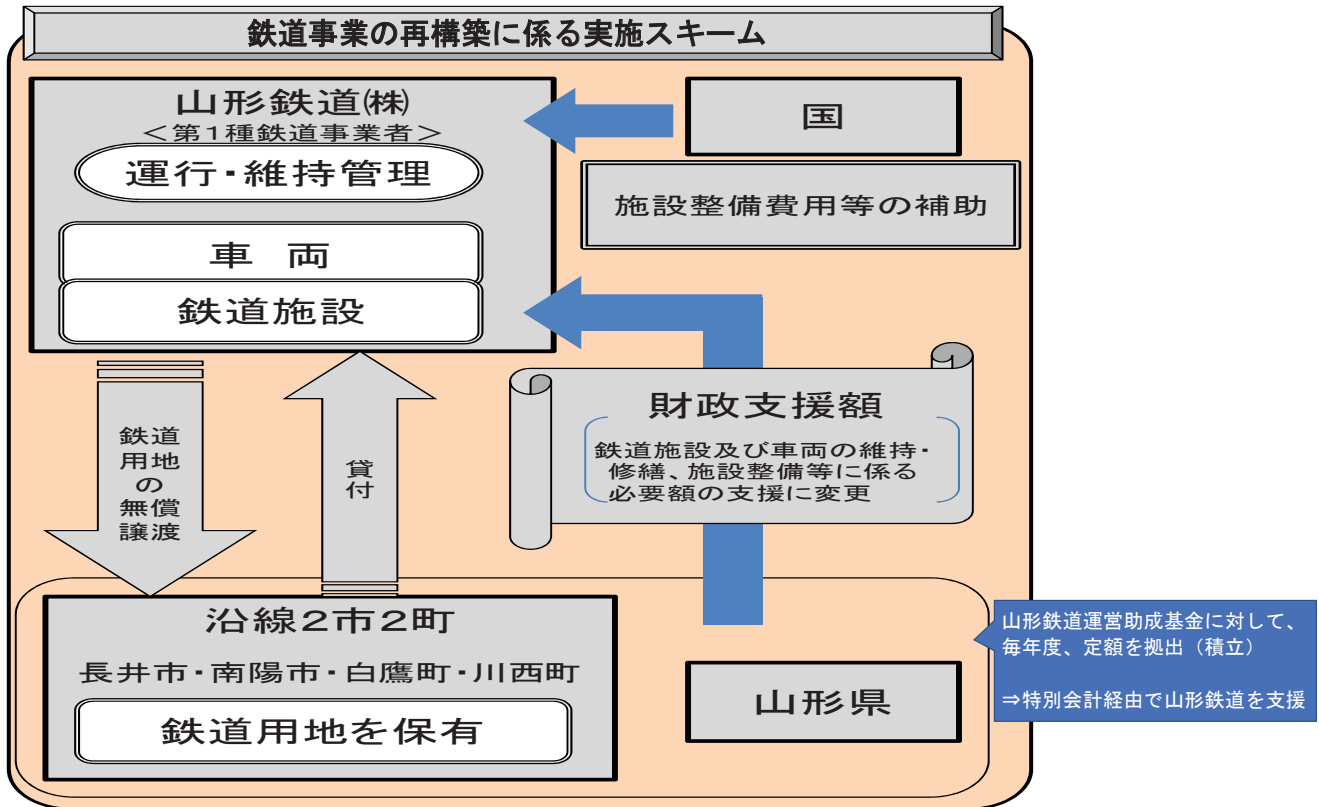 鉄道事業の再構築に係る実施スキーム
山形鉄道㈱
＜第1種鉄道事業者＞
運行・維持管理
車 両
鉄道施設
国
施設整備費用等の補助
財政支援額
鉄道施設及び車両の維持・
修繕、施設整備等に係る
必要額の支援に変更
鉄道
用地
の
無償
譲渡
貸
付
沿線2市2町
長井市・南陽市・白鷹町・川西町
鉄道用地を保有
山形県
山形鉄道運営助成基金に対して、
毎年度、定額を拠出（積立）
⇒特別会計経由で山形鉄道を支援